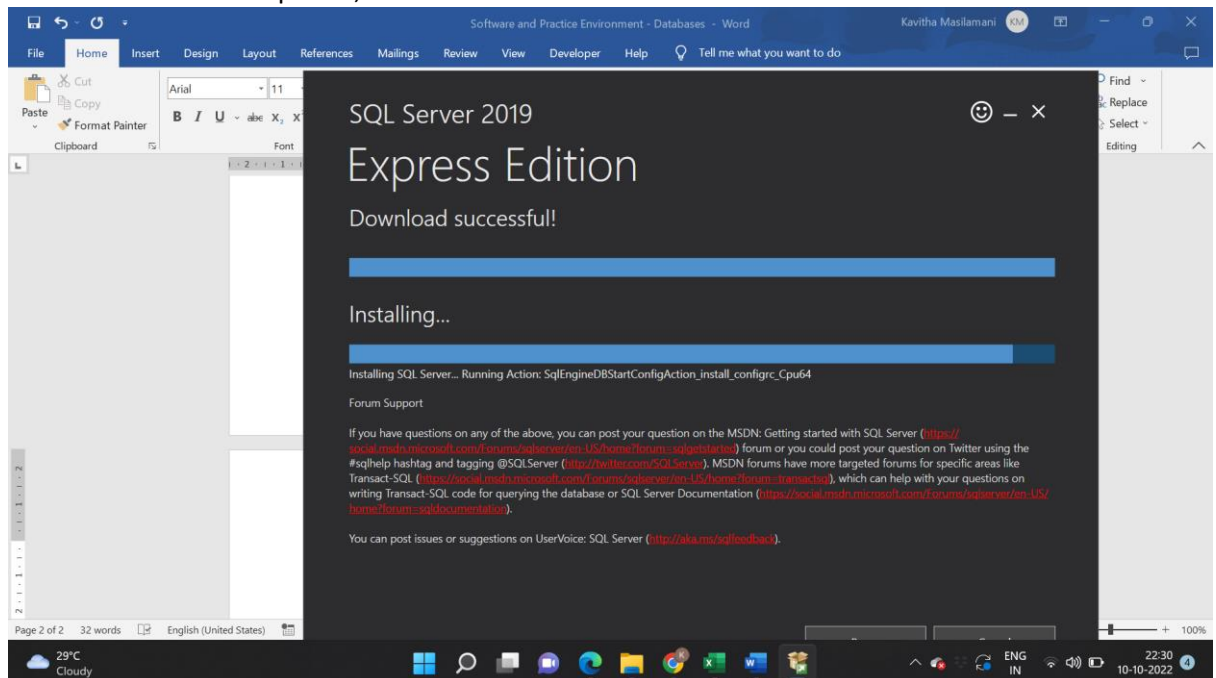 Software and Practice Environment - Databases - Word
Kavitha Masilamani KM
File Home Insert Design Layout References Mailings Review View Developer Help Tell me what you want to do
Cut
Copy
Format Painter
Paste
Clipboard
Arial 11
B I U abc X₂
Font
Find
Replace
Select
Editing
SQL Server 2019
Express Edition
Download successful!
Installing...
Installing SQL Server... Running Action: SqlEngineDBStartConfigAction_install_configrc_Cpu64
Forum Support
If you have questions on any of the above, you can post your question on the MSDN: Getting started with SQL Server (https://
social.msdn.microsoft.com/Forums/sqlserver/en-US/home?forum=sqlgetstarted) forum or you could post your question on Twitter using the
#sqlhelp hashtag and tagging @SQLServer (http://twitter.com/SQLServer). MSDN forums have more targeted forums for specific areas like
Transact-SQL (https://social.msdn.microsoft.com/Forums/sqlserver/en-US/home?forum=transactsql), which can help with your questions on
writing Transact-SQL code for querying the database or SQL Server Documentation (https://social.msdn.microsoft.com/Forums/sqlserver/en-US/
home?forum=sqldocumentation).
You can post issues or suggestions on UserVoice: SQL Server (http://aka.ms/sqlfeedback).
Page 2 of 2 32 words English (United States) 100%
29°C
Cloudy
ENG
IN
22:30
10-10-2022
4